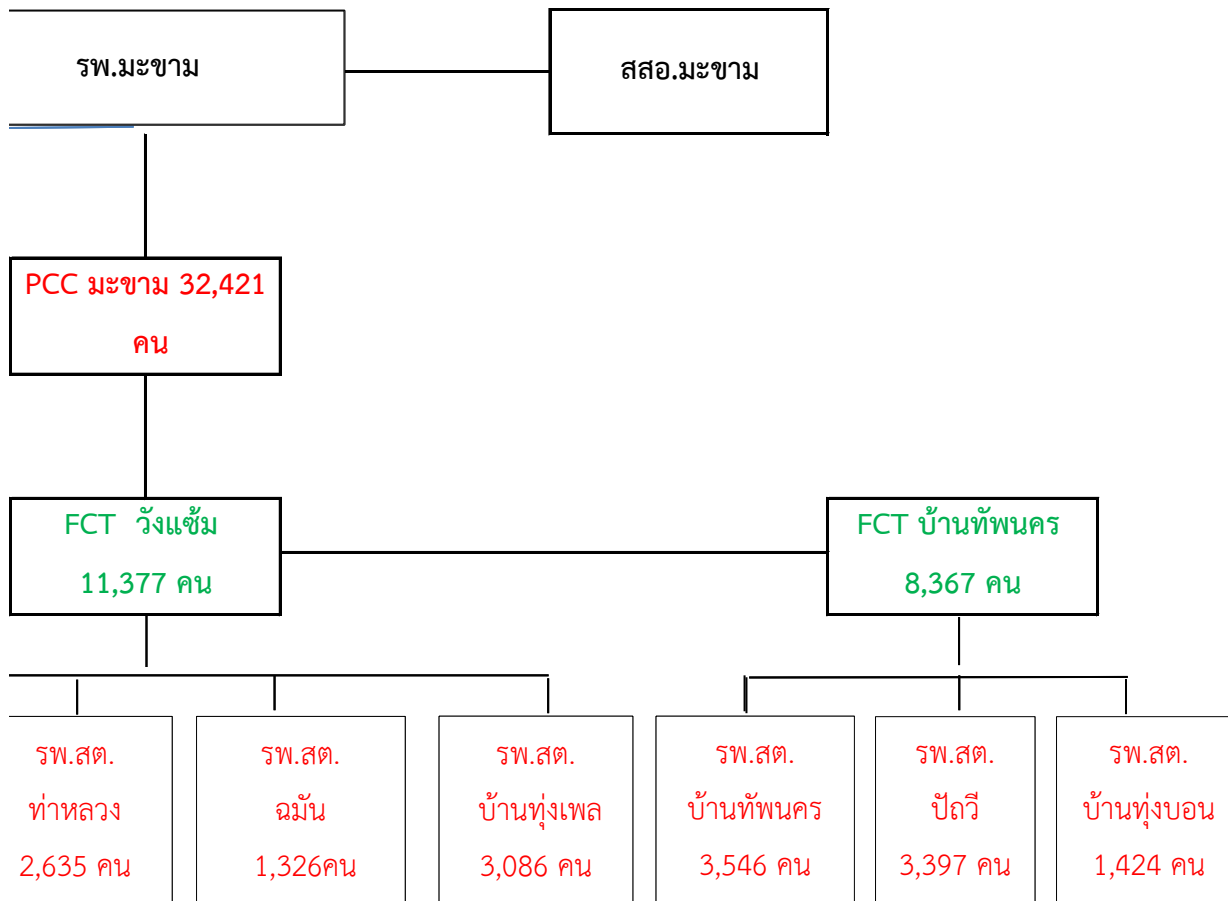 รพ.มะขาม
สสอ.มะขาม
PCC มะขาม 32,421
คน
FCT วังแซ้ม
11,377 คน
FCT บ้านทัพนคร
8,367 คน
รพ.สต.
ท่าหลวง
2,635 คน
รพ.สต.
ฉมัน
1,326คน
รพ.สต.
บ้านทุ่งเพล
3,086 คน
รพ.สต.
บ้านทัพนคร
3,546 คน
รพ.สต.
ปัถวี
3,397 คน
รพ.สต.
บ้านทุ่งบอน
1,424 คน